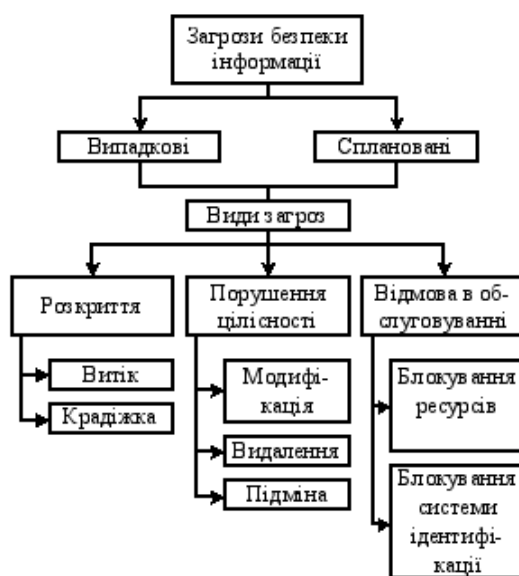 Загрози безпеки
інформації
Випадкові
Сплановані
Види загроз
Розкриття
Витік
Крадіжка
Порушення
цілісності
Модифі-
кація
Видалення
Підміна
Відмова в об-
слуговуванні
Блокування
ресурсів
Блокування
системи
ідентифі-
кації